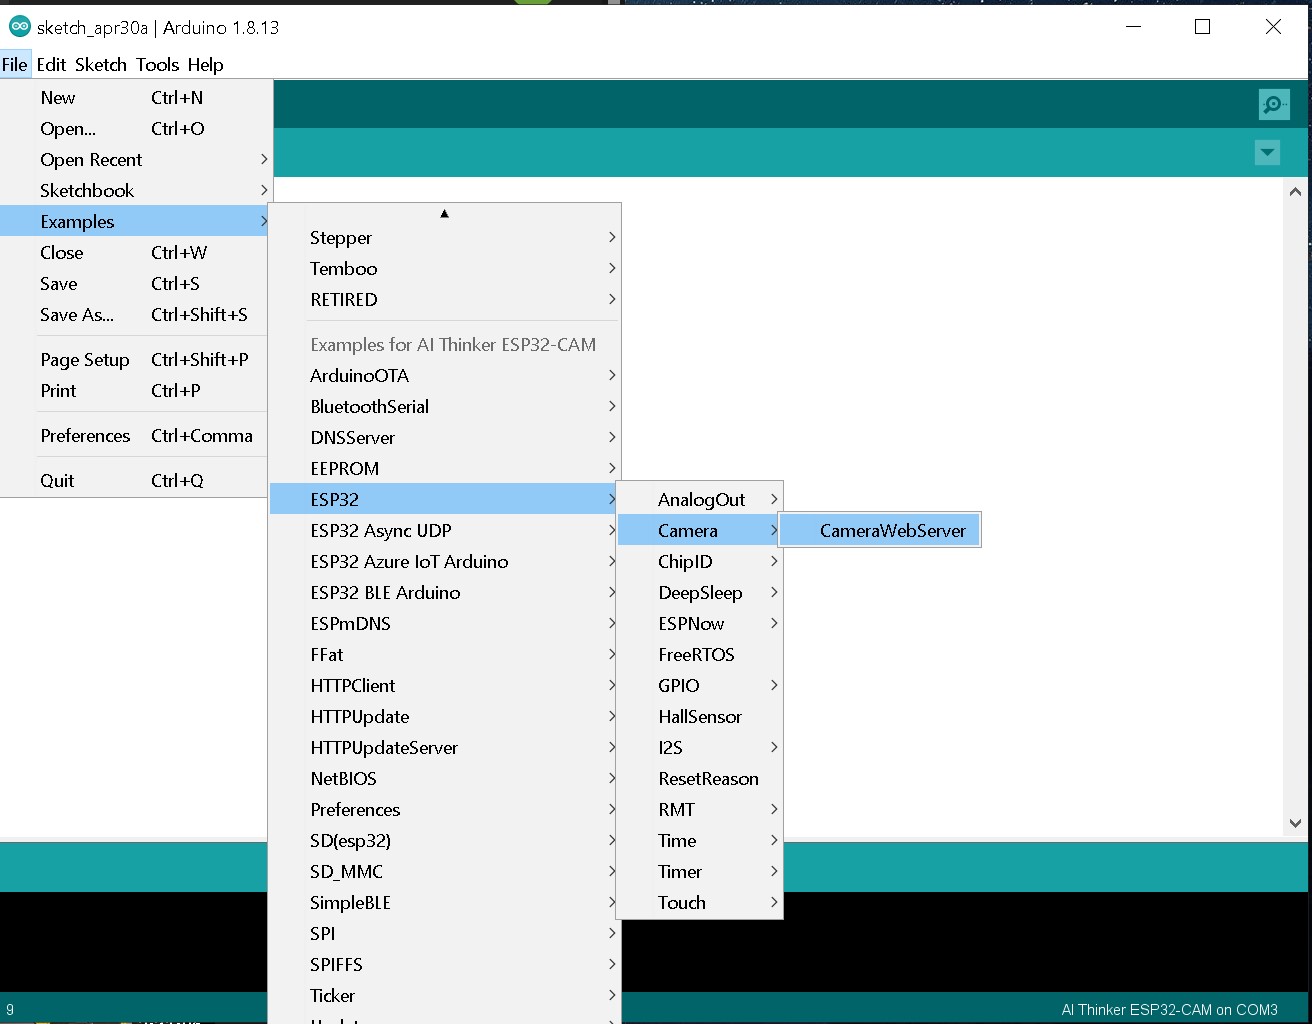 sketch_apr30a | Arduino 1.8.13
File Edit Sketch Tools Help
New Ctrl+N
Open... Ctrl+O
Open Recent
Sketchbook
Examples
Close Ctrl+W
Save Ctrl+S
Save As... Ctrl+Shift+S
Page Setup Ctrl+Shift+P
Print Ctrl+P
Preferences Ctrl+Comma
Quit Ctrl+Q
Stepper
Temboo
RETIRED
Examples for AI Thinker ESP32-CAM
ArduinoOTA
BluetoothSerial
DNSServer
EEPROM
ESP32
ESP32 Async UDP
ESP32 Azure IoT Arduino
ESP32 BLE Arduino
ESPmDNS
FFat
HTTPClient
HTTPUpdate
HTTPUpdateServer
NetBIOS
Preferences
SD(esp32)
SD_MMC
SimpleBLE
SPI
SPIFFS
Ticker
AnalogOut
Camera
ChipID
DeepSleep
ESPNow
FreeRTOS
GPIO
HallSensor
I2S
ResetReason
RMT
Time
Timer
Touch
CameraWebServer
9
AI Thinker ESP32-CAM on COM3